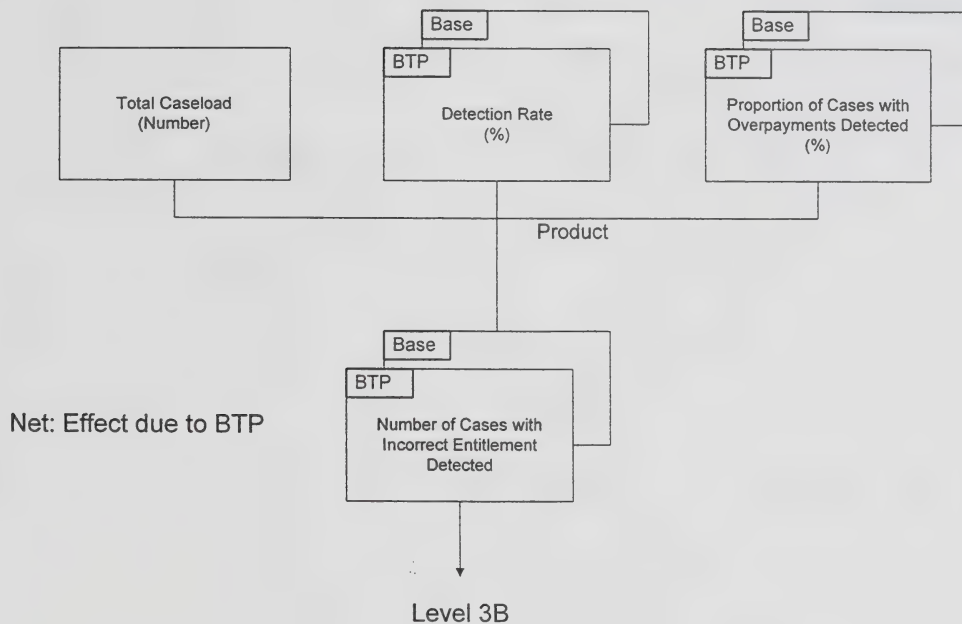 Base
Base
BTP
BTP
Total Caseload
(Number)
Detection Rate
(%)
Proportion of Cases with
Overpayments Detected
(%)
Product
Base
BTP
Net: Effect due to BTP
Number of Cases with
Incorrect Entitlement
Detected
Level 3B